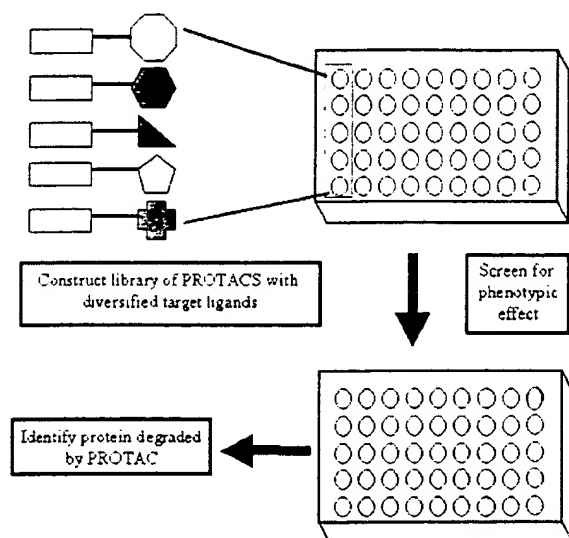 Construct library of PROTACS with
diversified target ligands
Screen for
phenotypic
effect
Identify protein degraded
by PROTAC